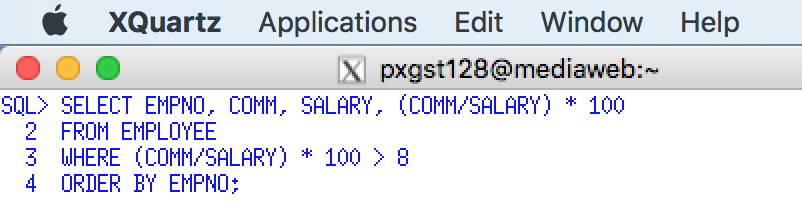 XQuartz Applications Edit Window Help
X pxgst128@mediaweb:~
SQL> SELECT EMPNO, COMM, SALARY, (COMM/SALARY) * 100
2 FROM EMPLOYEE
3 WHERE (COMM/SALARY) * 100 > 8
4 ORDER BY EMPNO;